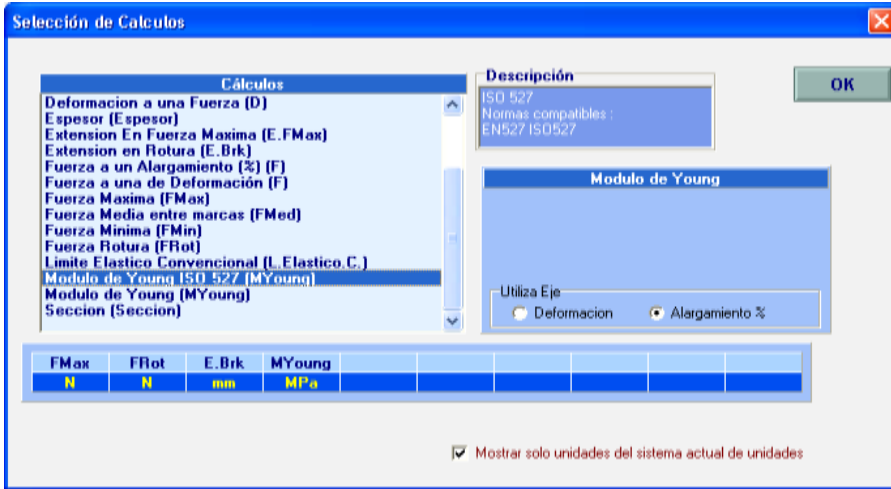 Selección de Calculos
Cálculos
Deformacion a una Fuerza (D)
Espesor (Espesor)
Extension En Fuerza Maxima (E.FMax)
Extension en Rotura (E.Brk)
Fuerza a un Alargamiento (%) (F)
Fuerza a una de Deformación (F)
Fuerza Maxima (FMax)
Fuerza Media entre marcas (FMed)
Fuerza Minima (FMin)
Fuerza Rotura (FRot)
Limite Elastico Convencional (L.Elastico.C.)
Modulo de Young ISO 527 (MYoung)
Modulo de Young (MYoung)
Seccion (Seccion)
Descripción
ISO 527
Normas compatibles :
EN527 ISO527
OK
Modulo de Young
Utiliza Eje
Deformacion Alargamiento %
FMax FRot E.Brk MYoung
N N mm MPa
Mostrar solo unidades del sistema actual de unidades